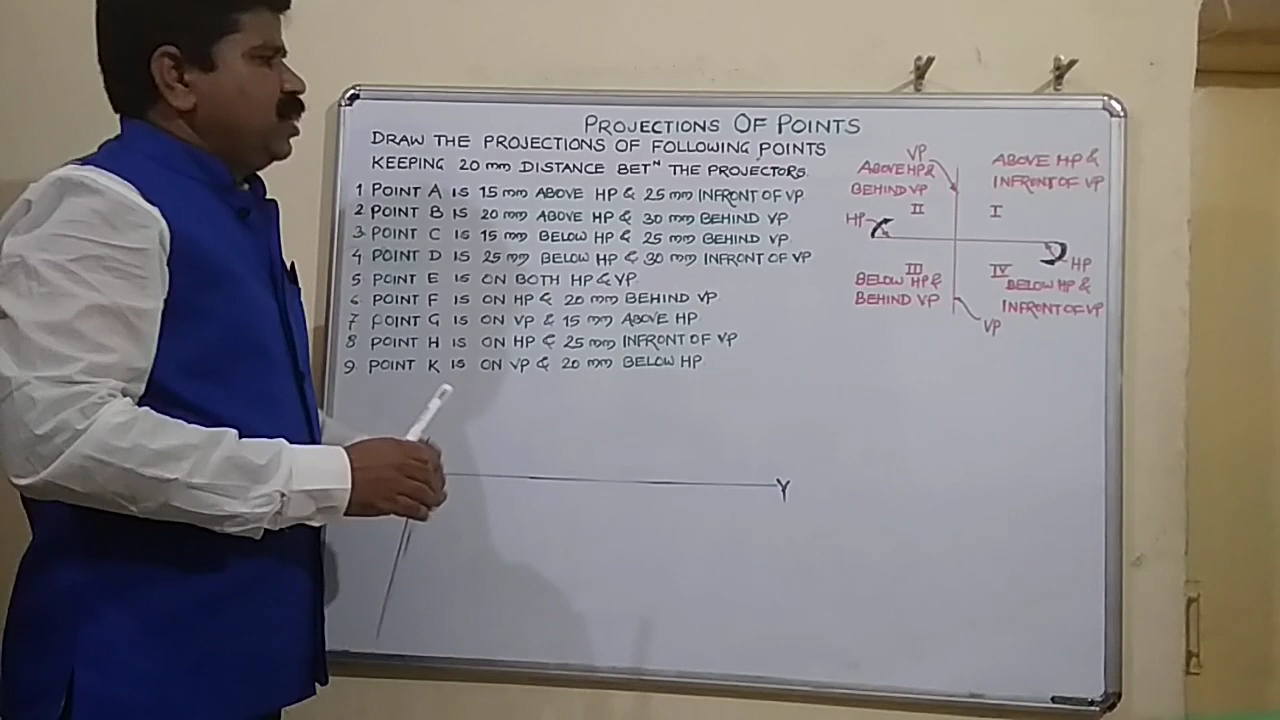 PROJECTIONS OF POINTS
DRAW THE PROJECTIONS OF FOLLOWING POINTS
KEEPING 20 mm DISTANCE BETᴺ THE PROJECTORS.
1 POINT A IS 15 mm ABOVE HP & 25 mm INFRONT OF VP
2 POINT B IS 20 mm ABOVE HP & 30 mm BEHIND VP
3 POINT C IS 15 mm BELOW HP & 25 mm BEHIND VP
4 POINT D IS 25 mm BELOW HP & 30 mm INFRONT OF VP
5 POINT E IS ON BOTH HP & VP
6 POINT F IS ON HP & 20 mm BEHIND VP
7 POINT G IS ON VP & 15 mm ABOVE HP
8 POINT H IS ON HP & 25 mm INFRONT OF VP
9 POINT K IS ON VP & 20 mm BELOW HP
Y
VP
ABOVE HP &
BEHIND VP
II
ABOVE HP &
INFRONT OF VP
I
HP
HP
III
BELOW HP &
BEHIND VP
IV
BELOW HP &
INFRONT OF VP
VP